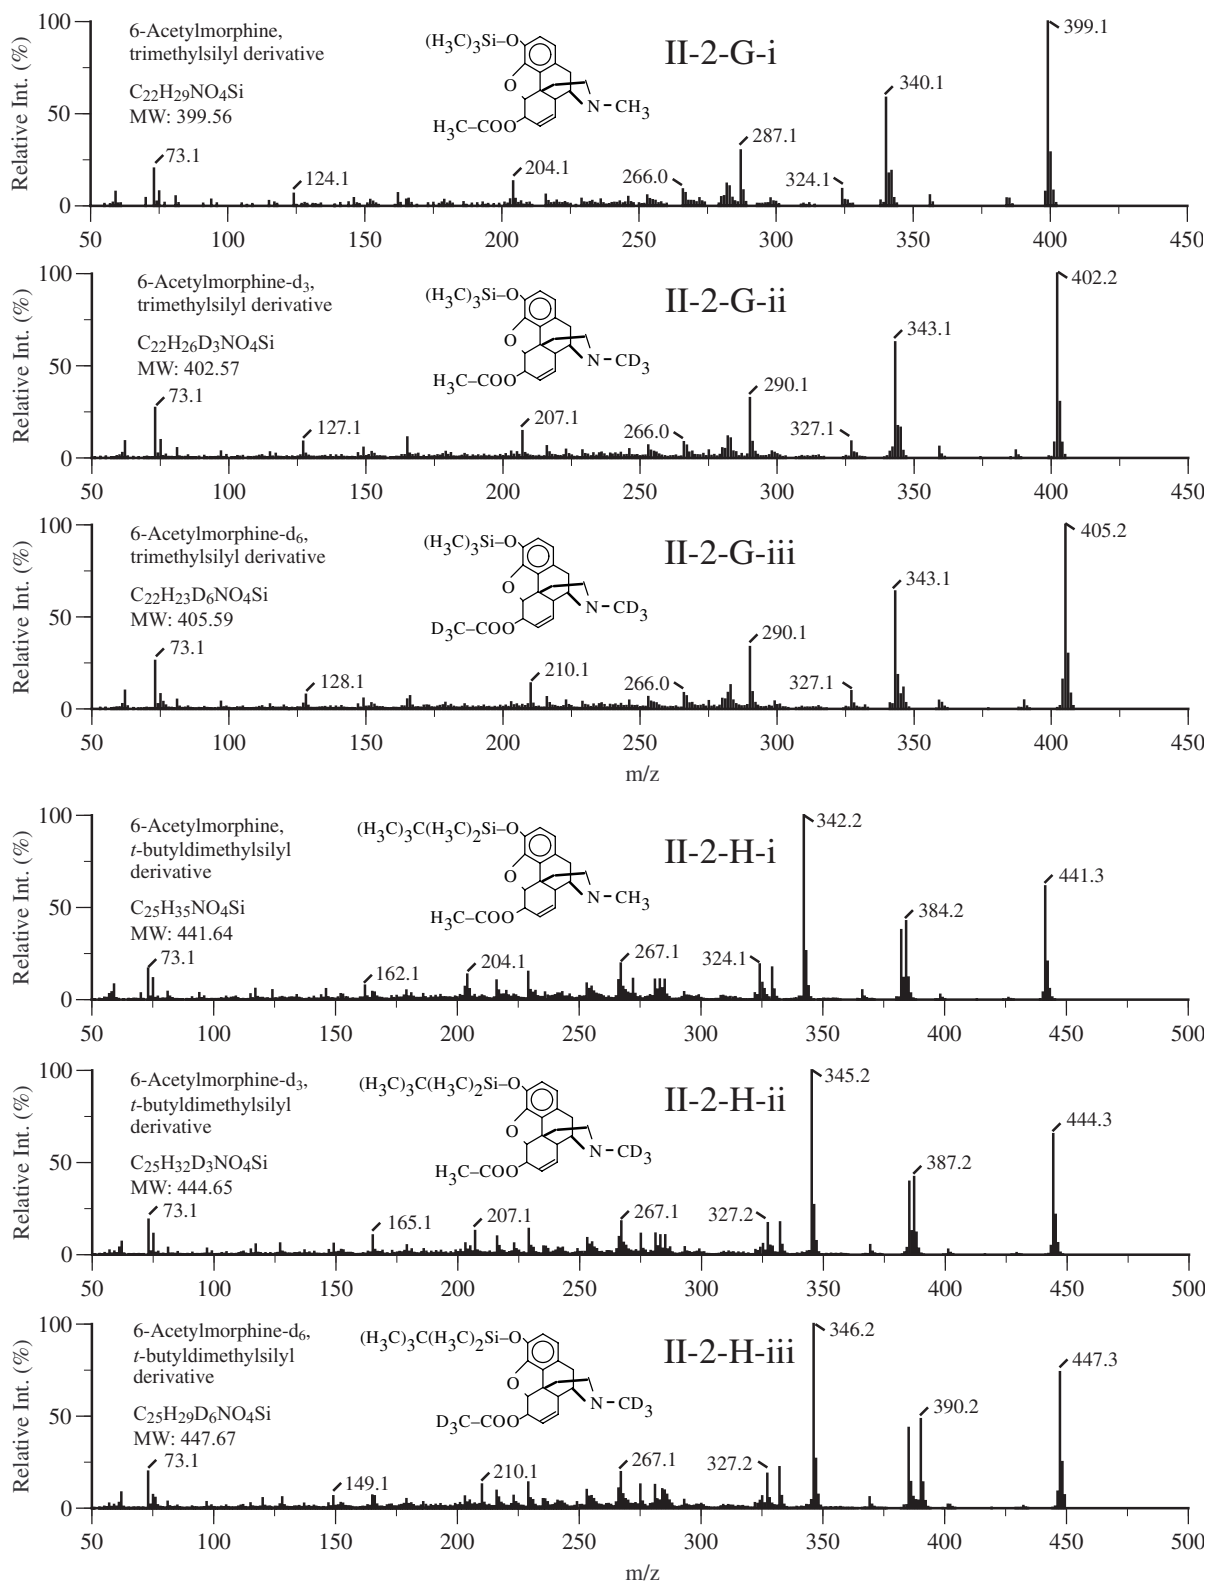 Relative Int. (%)
100
50
0
6-Acetylmorphine,
trimethylsilyl derivative
C22H29NO4Si
MW: 399.56
(H3C)3Si–O
O
N–CH3
H3C–COO
II-2-G-i
73.1
124.1
204.1
266.0
287.1
324.1
340.1
399.1
50 100 150 200 250 300 350 400 450
Relative Int. (%)
100
50
0
6-Acetylmorphine-d3,
trimethylsilyl derivative
C22H26D3NO4Si
MW: 402.57
(H3C)3Si–O
O
N–CD3
H3C–COO
II-2-G-ii
73.1
127.1
207.1
266.0
290.1
327.1
343.1
402.2
50 100 150 200 250 300 350 400 450
Relative Int. (%)
100
50
0
6-Acetylmorphine-d6,
trimethylsilyl derivative
C22H23D6NO4Si
MW: 405.59
(H3C)3Si–O
O
N–CD3
D3C–COO
II-2-G-iii
73.1
128.1
210.1
266.0
290.1
327.1
343.1
405.2
50 100 150 200 250 300 350 400 450
m/z
Relative Int. (%)
100
50
0
6-Acetylmorphine,
t-butyldimethylsilyl
derivative
C25H35NO4Si
MW: 441.64
(H3C)3C(H3C)2Si–O
O
N–CH3
H3C–COO
II-2-H-i
73.1
162.1
204.1
267.1
324.1
342.2
384.2
441.3
50 100 150 200 250 300 350 400 450 500
Relative Int. (%)
100
50
0
6-Acetylmorphine-d3,
t-butyldimethylsilyl
derivative
C25H32D3NO4Si
MW: 444.65
(H3C)3C(H3C)2Si–O
O
N–CD3
H3C–COO
II-2-H-ii
73.1
165.1
207.1
267.1
327.2
345.2
387.2
444.3
50 100 150 200 250 300 350 400 450 500
Relative Int. (%)
100
50
0
6-Acetylmorphine-d6,
t-butyldimethylsilyl
derivative
C25H29D6NO4Si
MW: 447.67
(H3C)3C(H3C)2Si–O
O
N–CD3
D3C–COO
II-2-H-iii
73.1
149.1
210.1
267.1
327.2
346.2
390.2
447.3
50 100 150 200 250 300 350 400 450 500
m/z